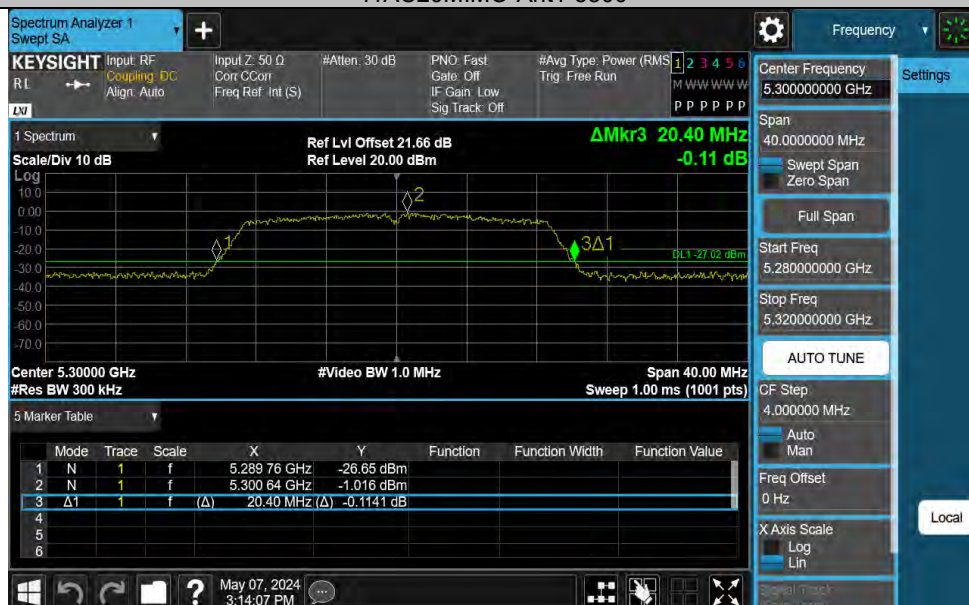 Spectrum Analyzer 1
Swept SA
+
Frequency
KEYSIGHT Input: RF Input Z: 50 Ω #Atten: 30 dB PNO: Fast #Avg Type: Power (RMS 1 2 3 4 5 6
RL Coupling: DC Corr CCorr Gate: Off Trig: Free Run M W W W W W
Align: Auto Freq Ref: Int (S) IF Gain: Low
LXI Sig Track: Off P P P P P P
Center Frequency
5.300000000 GHz
Settings
Span
40.0000000 MHz
Swept Span
Zero Span
Full Span
Start Freq
5.280000000 GHz
Stop Freq
5.320000000 GHz
AUTO TUNE
CF Step
4.000000 MHz
Auto
Man
Freq Offset
0 Hz
X Axis Scale
Log
Lin
Signal Track
Local
1 Spectrum
Ref Lvl Offset 21.66 dB ΔMkr3 20.40 MHz
Scale/Div 10 dB Ref Level 20.00 dBm -0.11 dB
Log
10.0
0.00
-10.0
-20.0
-30.0
-40.0
-50.0
-60.0
-70.0
1
2
3Δ1
DL1 -27.02 dBm
Center 5.30000 GHz #Video BW 1.0 MHz Span 40.00 MHz
#Res BW 300 kHz Sweep 1.00 ms (1001 pts)
5 Marker Table
Mode Trace Scale X Y Function Function Width Function Value
1 N 1 f 5.289 76 GHz -26.65 dBm
2 N 1 f 5.300 64 GHz -1.016 dBm
3 Δ1 1 f (Δ) 20.40 MHz (Δ) -0.1141 dB
4
5
6
? May 07, 2024
3:14:07 PM